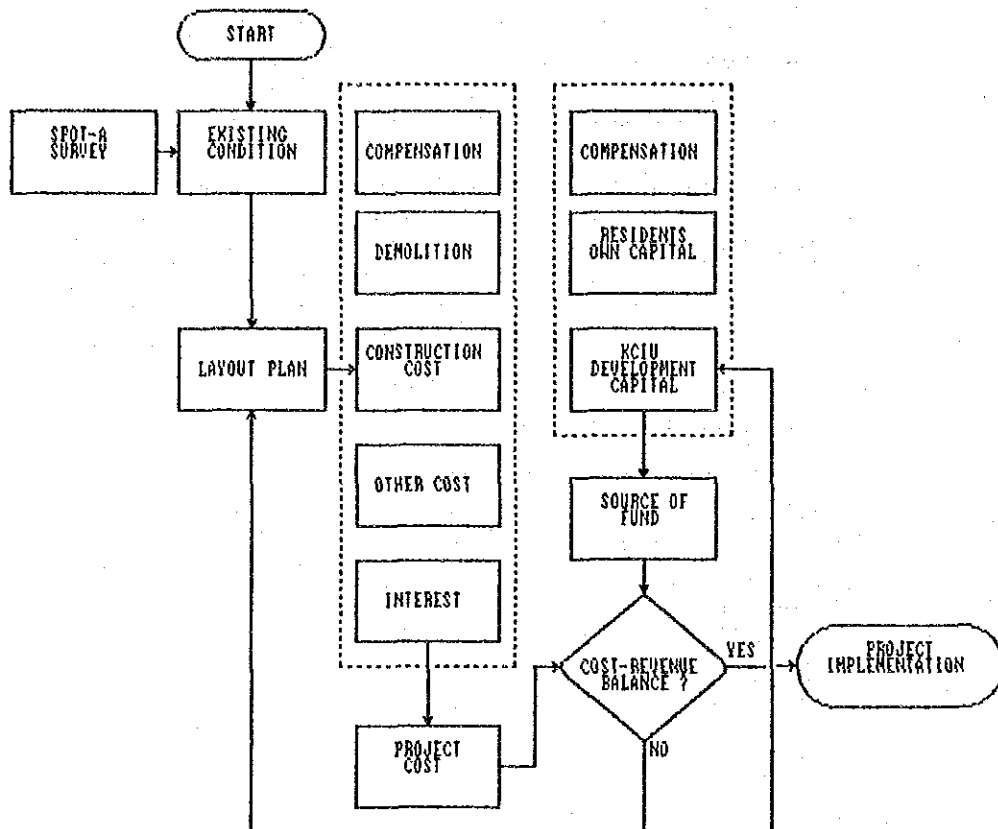 START
SPOT-A
SURVEY
EXISTING
CONDITION
LAYOUT PLAN
COMPENSATION
DEMOLITION
CONSTRUCTION
COST
OTHER COST
INTEREST
PROJECT
COST
COMPENSATION
RESIDENTS
OWN CAPITAL
KCIU
DEVELOPMENT
CAPITAL
SOURCE OF
FUND
COST-REVENUE
BALANCE ?
YES
NO
PROJECT
IMPLEMENTATION